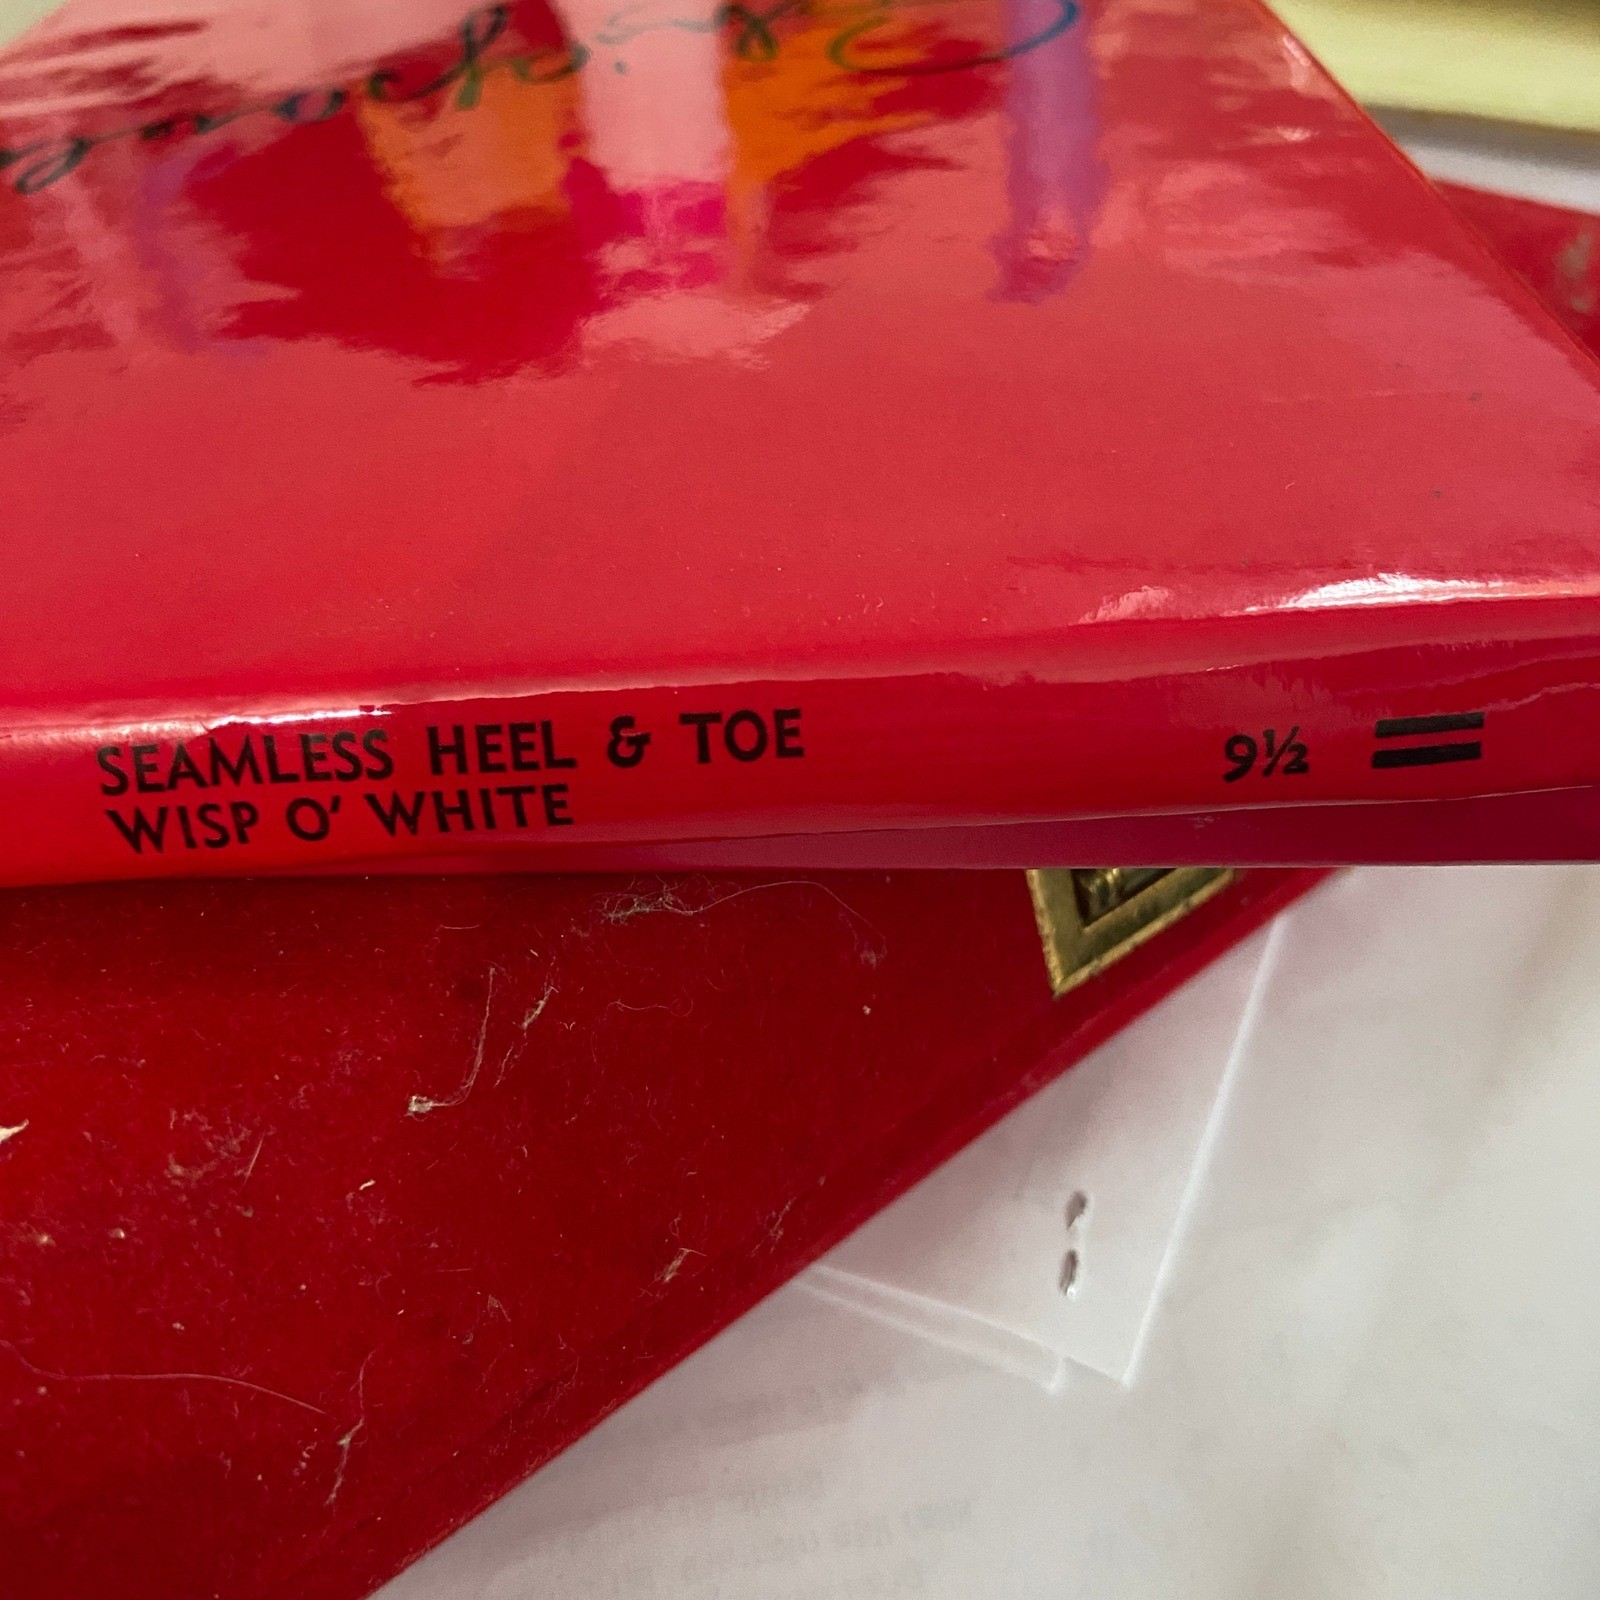 SEAMLESS HEEL & TOE
WISP O' WHITE
9½